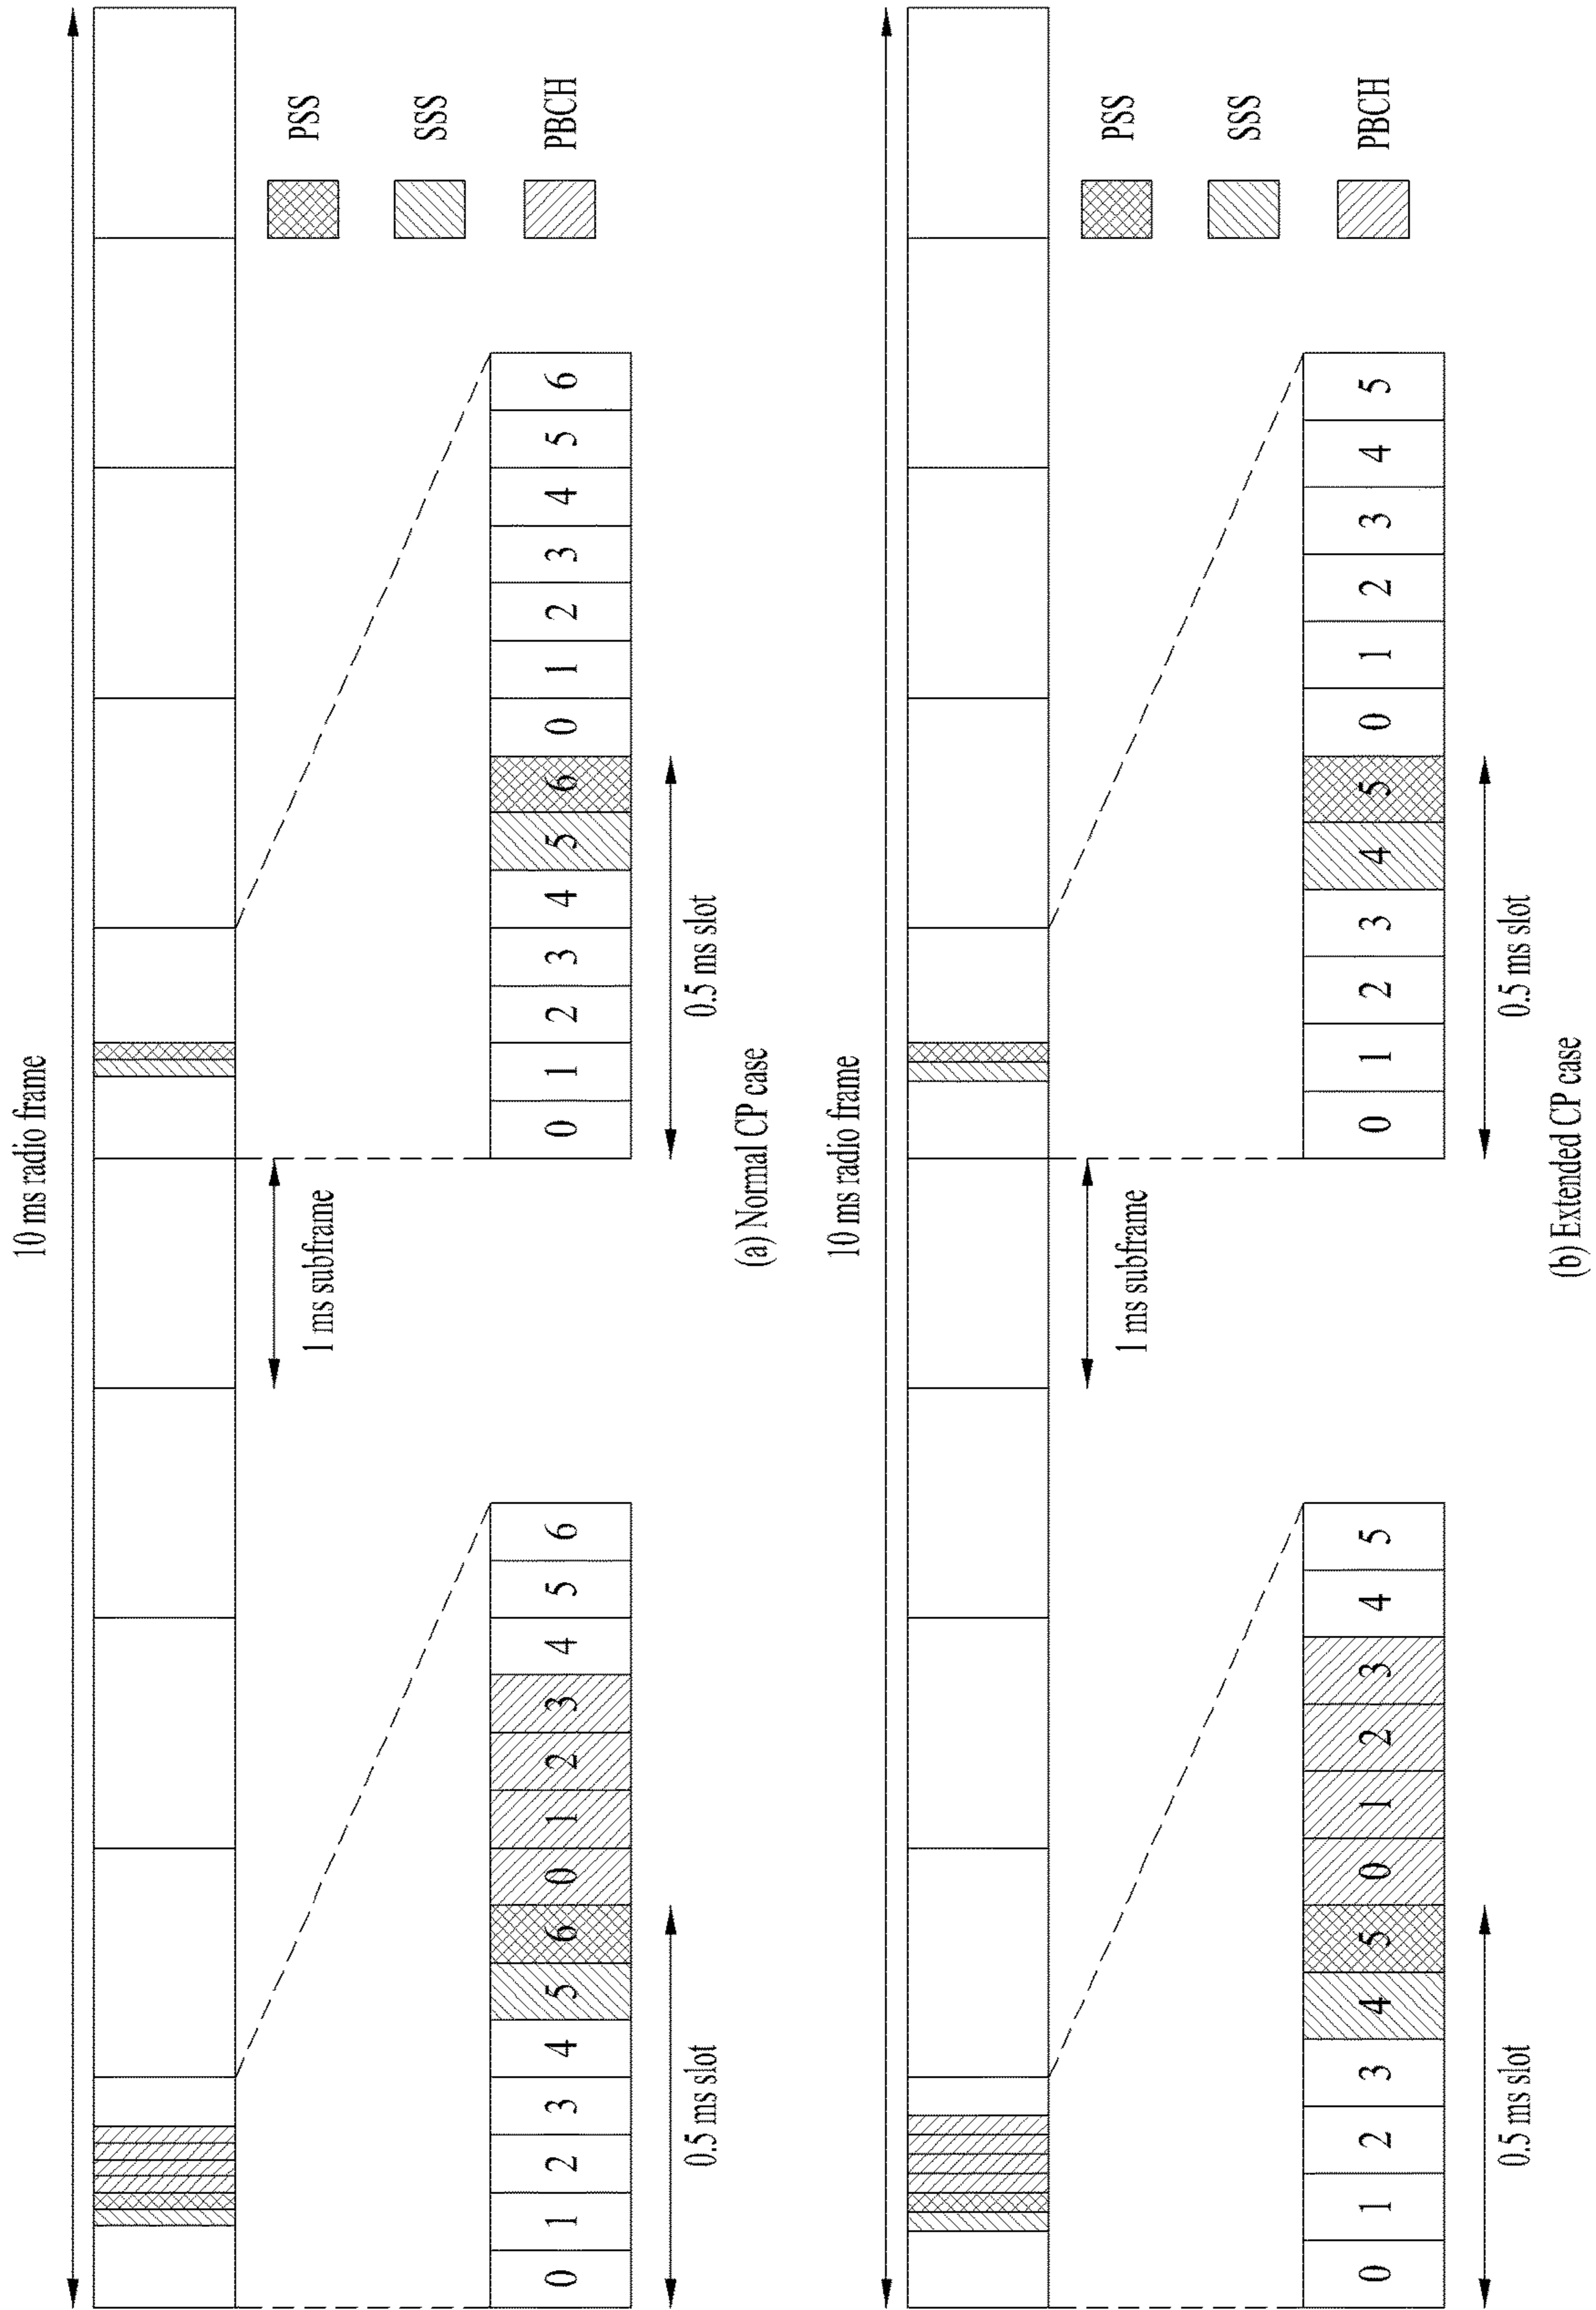 10 ms radio frame
PSS
SSS
PBCH
1 ms subframe
0 1 2 3 4 5 6 0 1 2 3 4 5 6
0 1 2 3 4 5 6 0 1 2 3 4 5 6
0.5 ms slot
0.5 ms slot
(a) Normal CP case
10 ms radio frame
PSS
SSS
PBCH
1 ms subframe
0 1 2 3 4 5 0 1 2 3 4 5
0 1 2 3 4 5 0 1 2 3 4 5
0.5 ms slot
0.5 ms slot
(b) Extended CP case